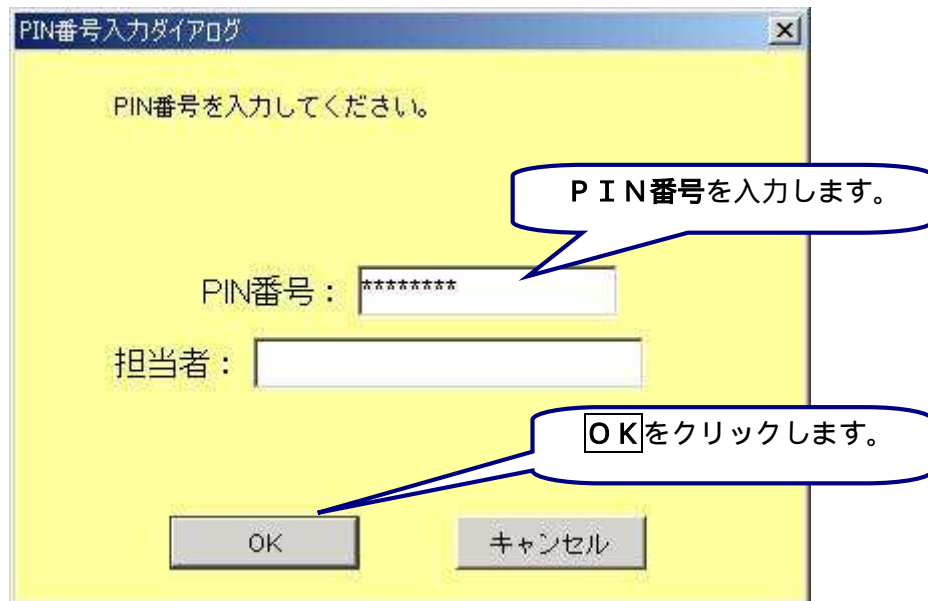 PIN番号入力ダイアログ
PIN番号を入力してください。
ＰＩＮ番号を入力します。
PIN番号： ********
担当者：
ＯＫをクリックします。
OK キャンセル